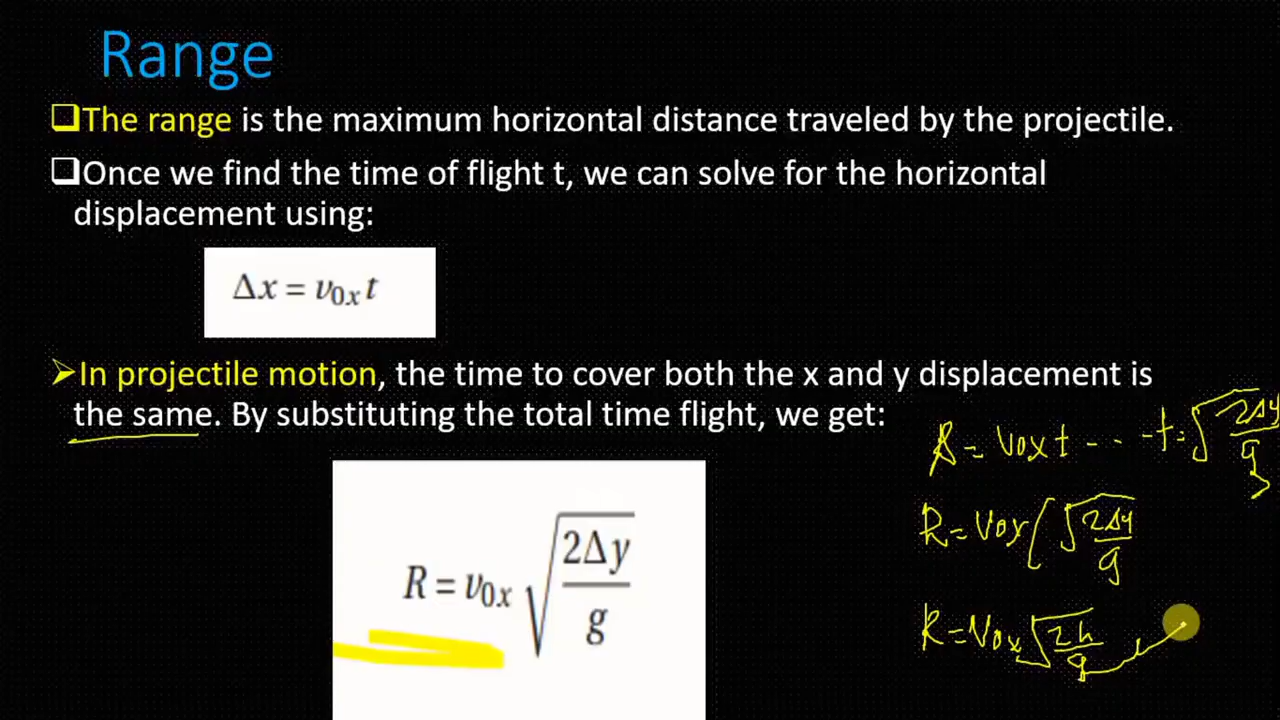 Range
❑The range is the maximum horizontal distance traveled by the projectile.
❑Once we find the time of flight t, we can solve for the horizontal
displacement using:
Δx = v₀ₓ t
➢In projectile motion, the time to cover both the x and y displacement is
the same. By substituting the total time flight, we get:
R = v₀ₓ √(2Δy/g)
R = V0x t - - - t = √(2Δy/g)
R = V0x (√(2Δy/g)
R = V0x √(2h/g)